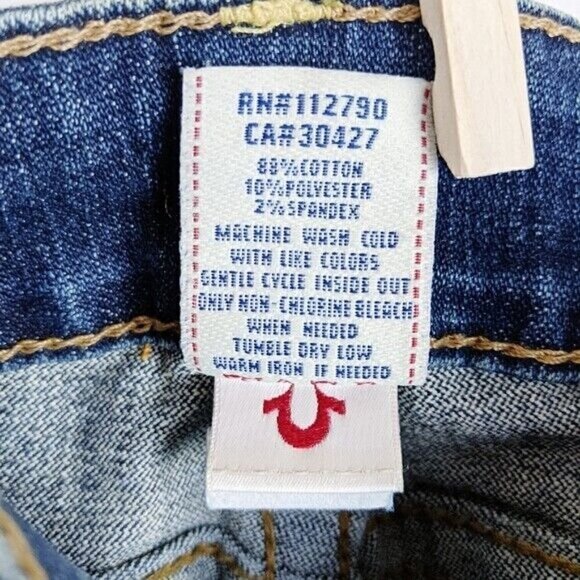 RN#112790
CA#30427
88%COTTON
10%POLYESTER
2%SPANDEX
MACHINE WASH COLD
WITH LIKE COLORS
GENTLE CYCLE INSIDE OUT
ONLY NON-CHLORINE BLEACH
WHEN NEEDED
TUMBLE DRY LOW
WARM IRON IF NEEDED